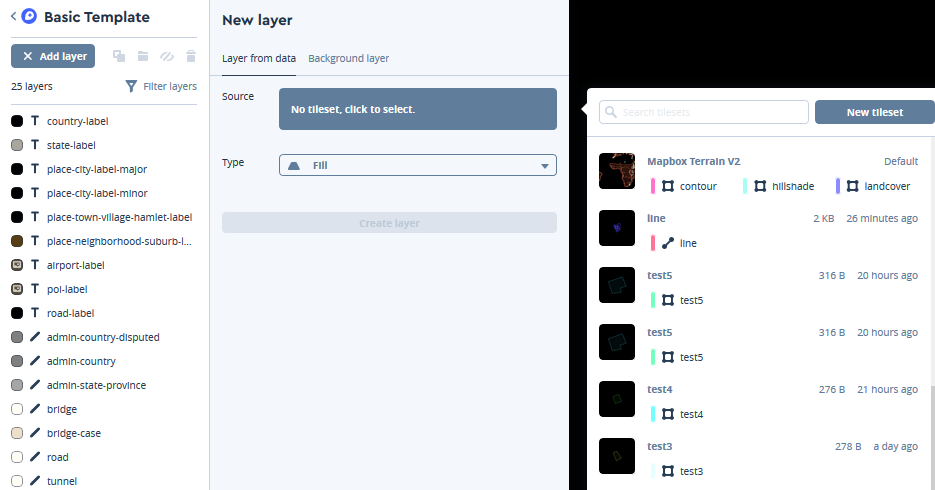 Basic Template
Add layer
25 layers
Filter layers
country-label
state-label
place-city-label-major
place-city-label-minor
place-town-village-hamlet-label
place-neighborhood-suburb-l...
airport-label
poi-label
road-label
admin-country-disputed
admin-country
admin-state-province
bridge
bridge-case
road
tunnel
New layer
Layer from data
Background layer
Source
No tileset, click to select.
Type
Fill
Create layer
Search tilesets
New tileset
Mapbox Terrain V2 Default
contour hillshade landcover
line 2 KB 26 minutes ago
line
test5 316 B 20 hours ago
test5
test5 316 B 20 hours ago
test5
test4 276 B 21 hours ago
test4
test3 278 B a day ago
test3